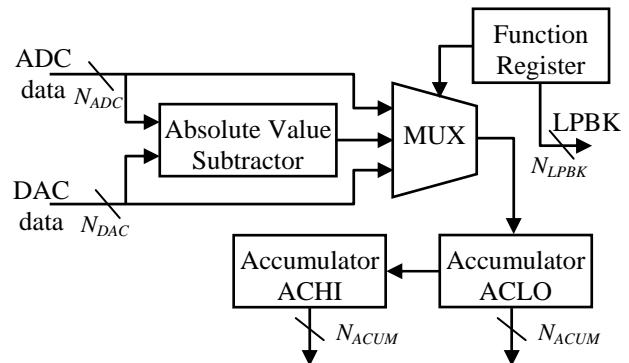 ADC
data
N_ADC
Function
Register
Absolute Value
Subtractor
MUX
LPBK
N_LPBK
DAC
data
N_DAC
Accumulator
ACHI
Accumulator
ACLO
N_ACUM
N_ACUM